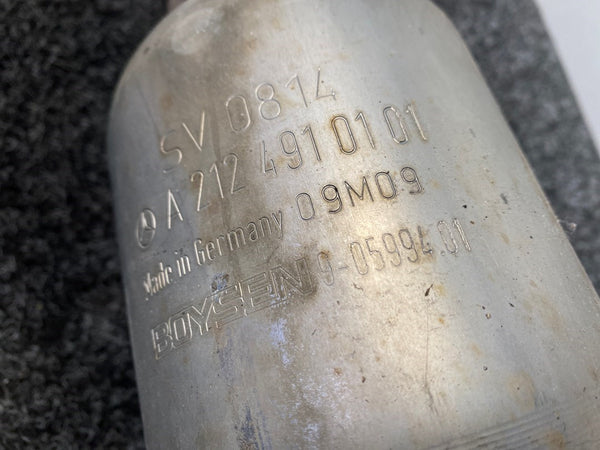 SV 0814
A 212 491 01 01
Made in Germany 09M09
BOYSEN 9-05994.01